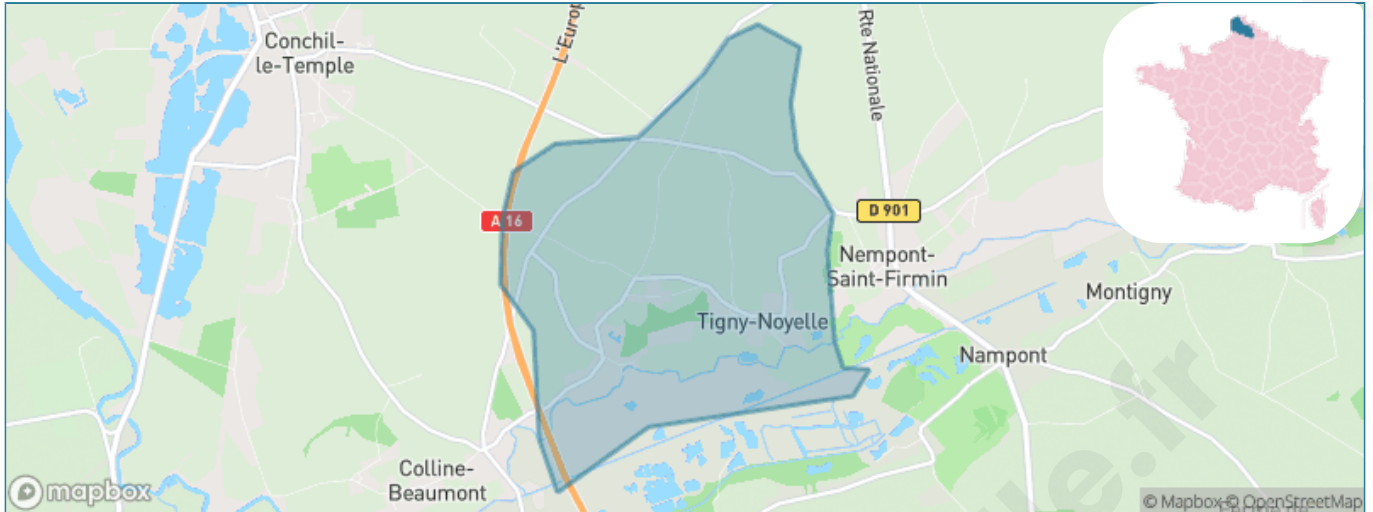 Conchil-
le-Temple
L'Europ
Rte Nationale
A 16
D 901
Nempont-
Saint-Firmin
Montigny
Tigny-Noyelle
Nampont
Colline-
Beaumont
mapbox
© Mapbox © OpenStreetMap